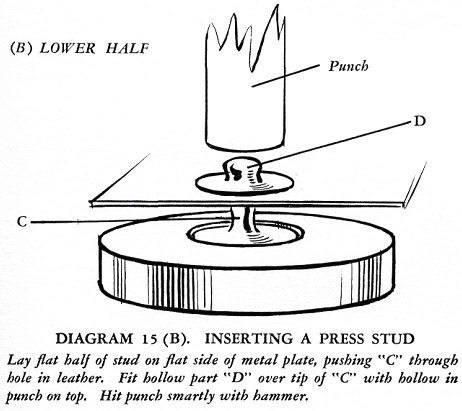 (B) LOWER HALF
Punch
D
C
DIAGRAM 15 (B). INSERTING A PRESS STUD
Lay flat half of stud on flat side of metal plate, pushing "C" through
hole in leather. Fit hollow part "D" over tip of "C" with hollow in
punch on top. Hit punch smartly with hammer.